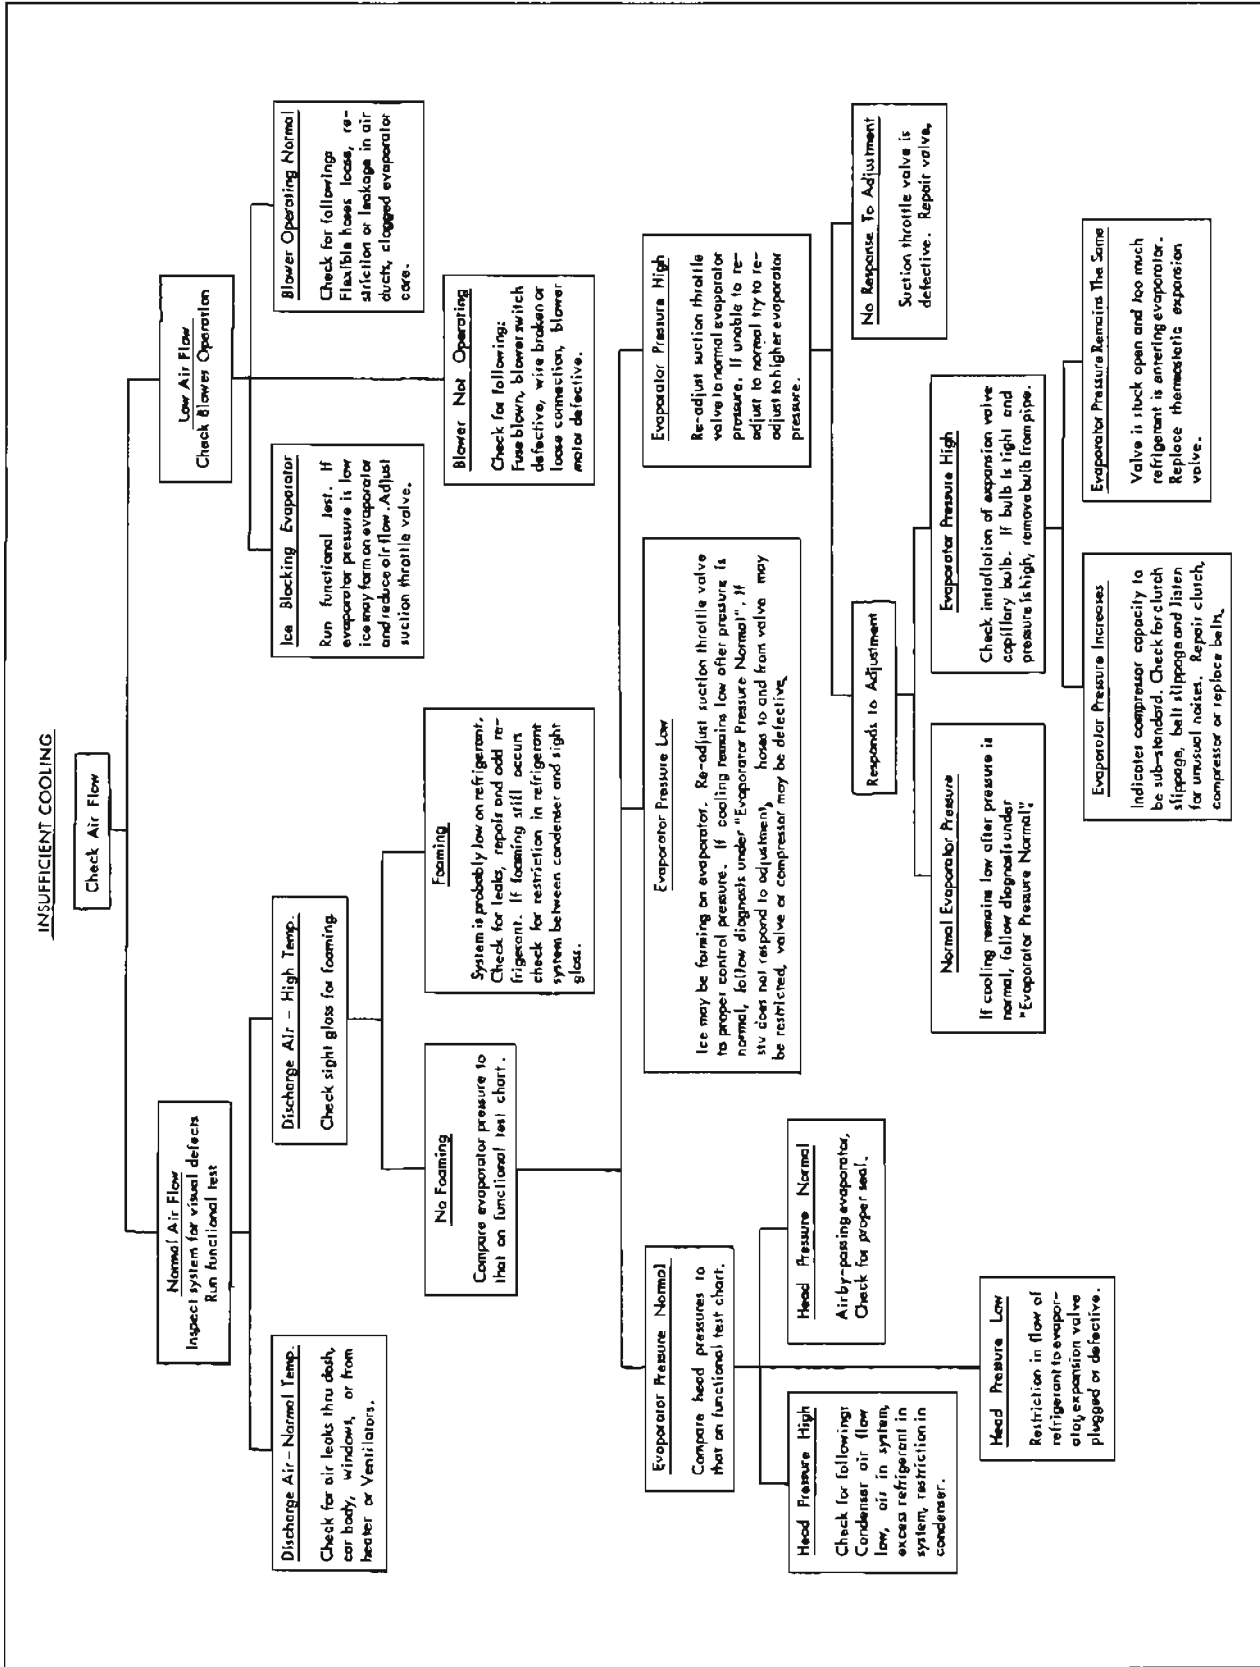 INSUFFICIENT COOLING
Check Air Flow
Normal Air Flow
Inspect system for visual defects
Run functional test
Low Air Flow
Check Blower Operation
Discharge Air - Normal Temp.
Check for air leaks thru dash,
car body, windows, or from
heater or Ventilators.
Discharge Air - High Temp.
Check sight glass for foaming.
Ice Blocking Evaporator
Run functional test. If
evaporator pressure is low
ice may form on evaporator
and reduce air flow. Adjust
suction throttle valve.
Blower Operating Normal
Check for following:
Flexible hoses loose, re-
striction or leakage in air
ducts, clogged evaporator
core.
No Foaming
Compare evaporator pressure to
that on functional test chart.
Foaming
System is probably low on refrigerant.
Check for leaks, repair and add re-
frigerant. If foaming still occurs
check for restriction in refrigerant
system between condenser and sight
glass.
Blower Not Operating
Check for following:
Fuse blown, blower switch
defective, wire broken or
loose connection, blower
motor defective.
Evaporator Pressure Normal
Compare head pressures to
that on functional test chart.
Evaporator Pressure Low
Ice may be forming on evaporator. Re-adjust suction throttle valve
to proper control pressure. If cooling remains low after pressure is
normal, follow diagnosis under "Evaporator Pressure Normal". If
stv does not respond to adjustment, hoses to and from valve may
be restricted, valve or compressor may be defective.
Evaporator Pressure High
Re-adjust suction throttle
valve to normal evaporator
pressure. If unable to re-
adjust to normal try to re-
adjust to higher evaporator
pressure.
Head Pressure High
Check for following:
Condenser air flow
low, air in system,
excess refrigerant in
system, restriction in
condenser.
Head Pressure Normal
Air by-passing evaporator.
Check for proper seal.
Responds to Adjustment
No Response To Adjustment
Suction throttle valve is
defective. Repair valve.
Head Pressure Low
Restriction in flow of
refrigerant to evapor-
ator, expansion valve
plugged or defective.
Normal Evaporator Pressure
If cooling remains low after pressure is
normal, follow diagnosis under
"Evaporator Pressure Normal".
Evaporator Pressure High
Check installation of expansion valve
capillary bulb. If bulb is tight and
pressure is high, remove bulb from pipe.
Evaporator Pressure Increases
Indicates compressor capacity to
be sub-standard. Check for clutch
slippage, belt slippage and listen
for unusual noises. Repair clutch,
compressor or replace belts.
Evaporator Pressure Remains The Same
Valve is stuck open and too much
refrigerant is entering evaporator.
Replace thermostatic expansion
valve.